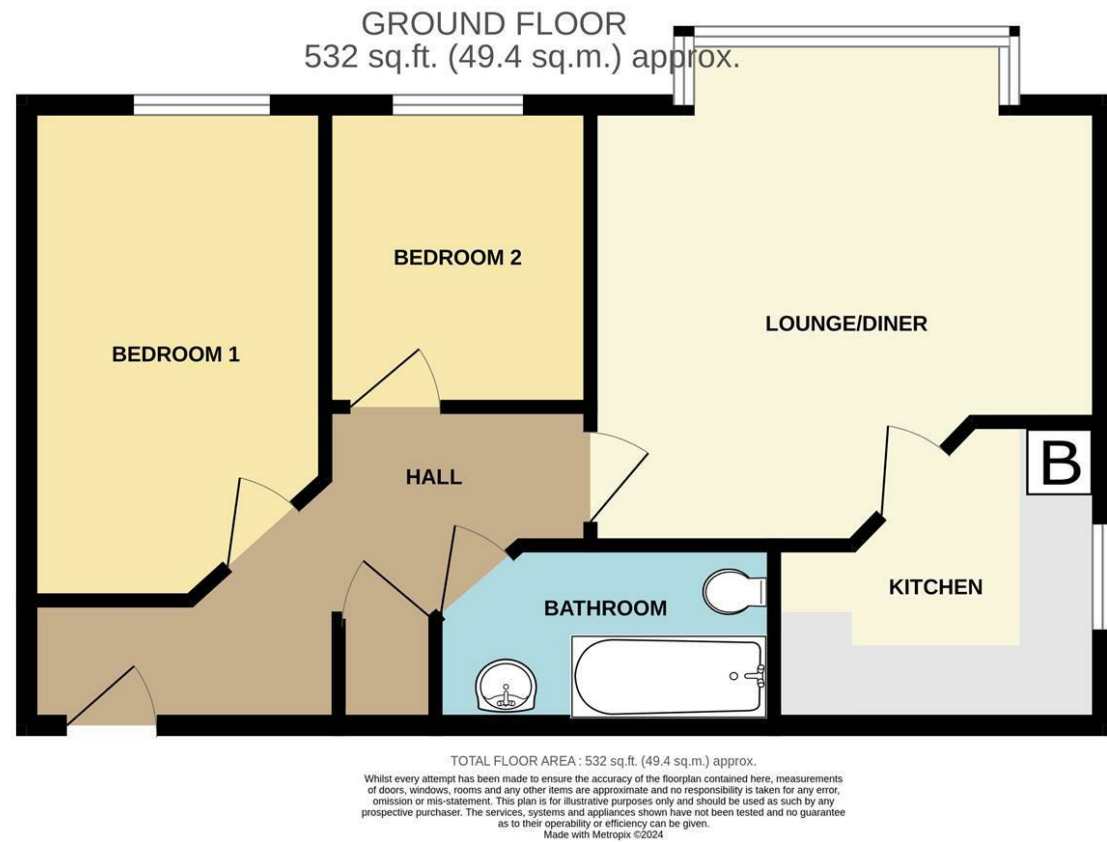 GROUND FLOOR
532 sq.ft. (49.4 sq.m.) approx.
BEDROOM 2
LOUNGE/DINER
BEDROOM 1
B
HALL
KITCHEN
BATHROOM
TOTAL FLOOR AREA : 532 sq.ft. (49.4 sq.m.) approx.
Whilst every attempt has been made to ensure the accuracy of the floorplan contained here, measurements
of doors, windows, rooms and any other items are approximate and no responsibility is taken for any error,
omission or mis-statement. This plan is for illustrative purposes only and should be used as such by any
prospective purchaser. The services, systems and appliances shown have not been tested and no guarantee
as to their operability or efficiency can be given.
Made with Metropix ©2024